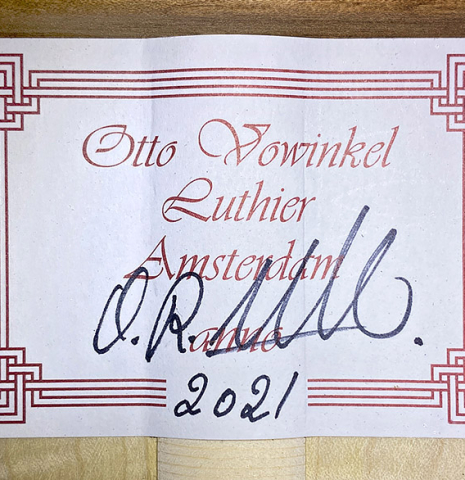 Otto Vowinkel
Luthier
Amsterdam
anno
O.R.
2021